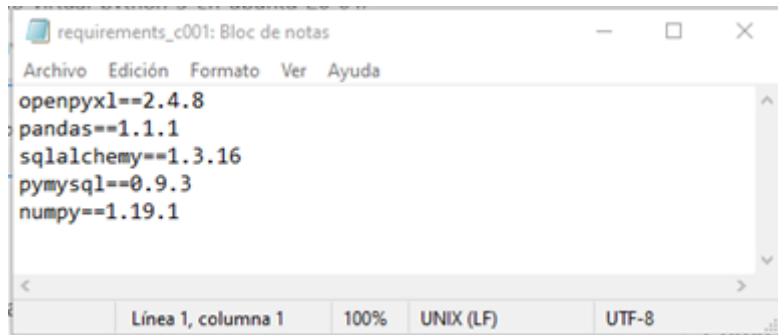 requirements_c001: Bloc de notas
Archivo Edición Formato Ver Ayuda
openpyxl==2.4.8
pandas==1.1.1
sqlalchemy==1.3.16
pymysql==0.9.3
numpy==1.19.1
Línea 1, columna 1 100% UNIX (LF) UTF-8